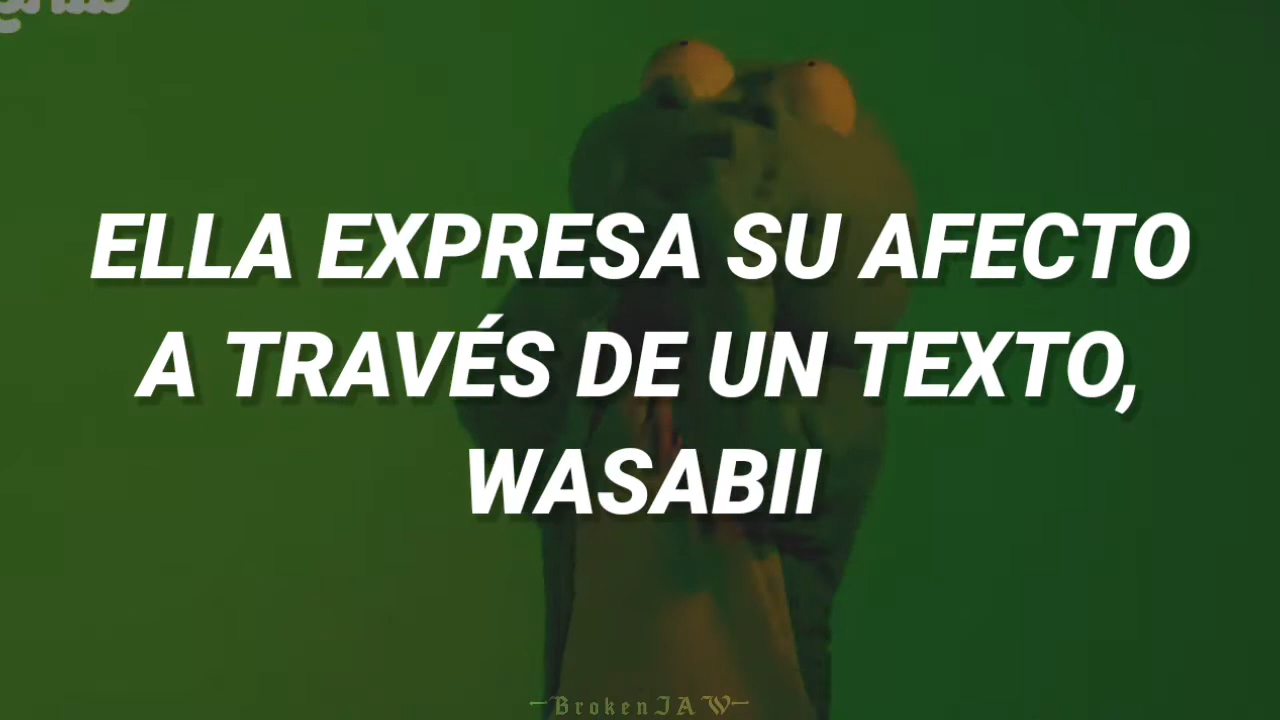 ELLA EXPRESA SU AFECTO
A TRAVÉS DE UN TEXTO,
WASABII
BrokenJAW